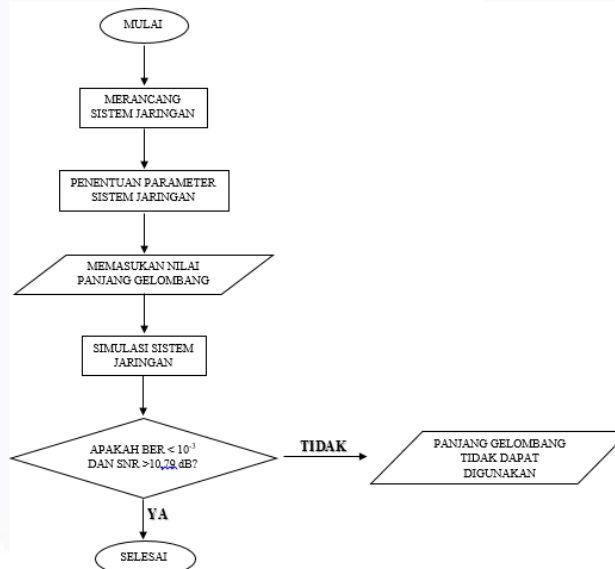 MULAI
MERANCANG
SISTEM JARINGAN
PENENTUAN PARAMETER
SISTEM JARINGAN
MEMASUKAN NILAI
PANJANG GELOMBANG
SIMULASI SISTEM
JARINGAN
APAKAH BER < 10⁻³
DAN SNR >10,79 dB?
TIDAK
PANJANG GELOMBANG
TIDAK DAPAT
DIGUNAKAN
YA
SELESAI